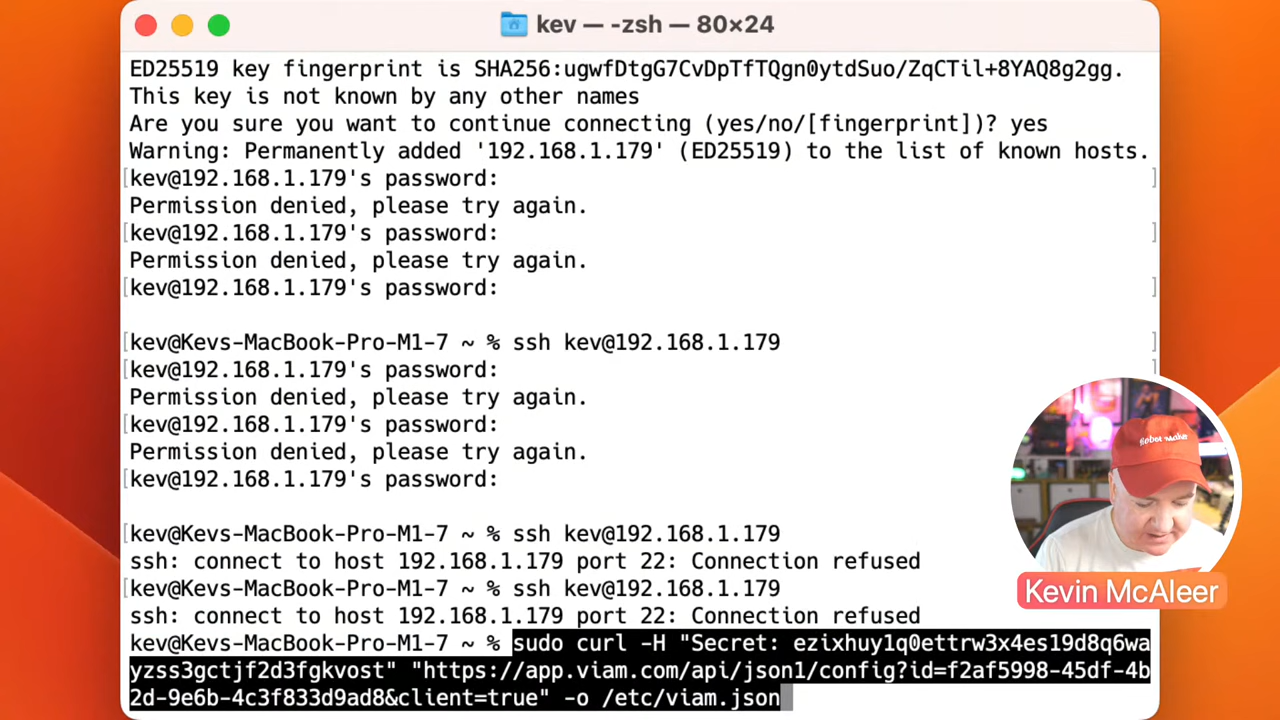 kev — -zsh — 80×24
ED25519 key fingerprint is SHA256:ugwfDtgG7CvDpTfTQgn0ytdSuo/ZqCTil+8YAQ8g2gg.
This key is not known by any other names
Are you sure you want to continue connecting (yes/no/[fingerprint])? yes
Warning: Permanently added '192.168.1.179' (ED25519) to the list of known hosts.
[kev@192.168.1.179's password: ]
Permission denied, please try again.
[kev@192.168.1.179's password: ]
Permission denied, please try again.
[kev@192.168.1.179's password: ]
[kev@Kevs-MacBook-Pro-M1-7 ~ % ssh kev@192.168.1.179 ]
[kev@192.168.1.179's password: ]
Permission denied, please try again.
[kev@192.168.1.179's password:
Permission denied, please try again.
[kev@192.168.1.179's password:
[kev@Kevs-MacBook-Pro-M1-7 ~ % ssh kev@192.168.1.179
ssh: connect to host 192.168.1.179 port 22: Connection refused
[kev@Kevs-MacBook-Pro-M1-7 ~ % ssh kev@192.168.1.179
ssh: connect to host 192.168.1.179 port 22: Connection refused
kev@Kevs-MacBook-Pro-M1-7 ~ % sudo curl -H "Secret: ezixhuy1q0ettrw3x4es19d8q6wa
yzss3gctjf2d3fgkvost" "https://app.viam.com/api/json1/config?id=f2af5998-45df-4b
2d-9e6b-4c3f833d9ad8&client=true" -o /etc/viam.json
Robot Maker
Kevin McAleer